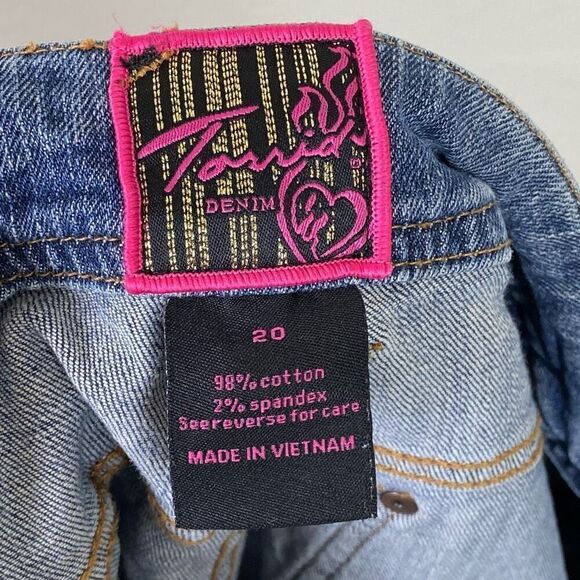 Torrid®
DENIM
20
98% cotton
2% spandex
See reverse for care
MADE IN VIETNAM